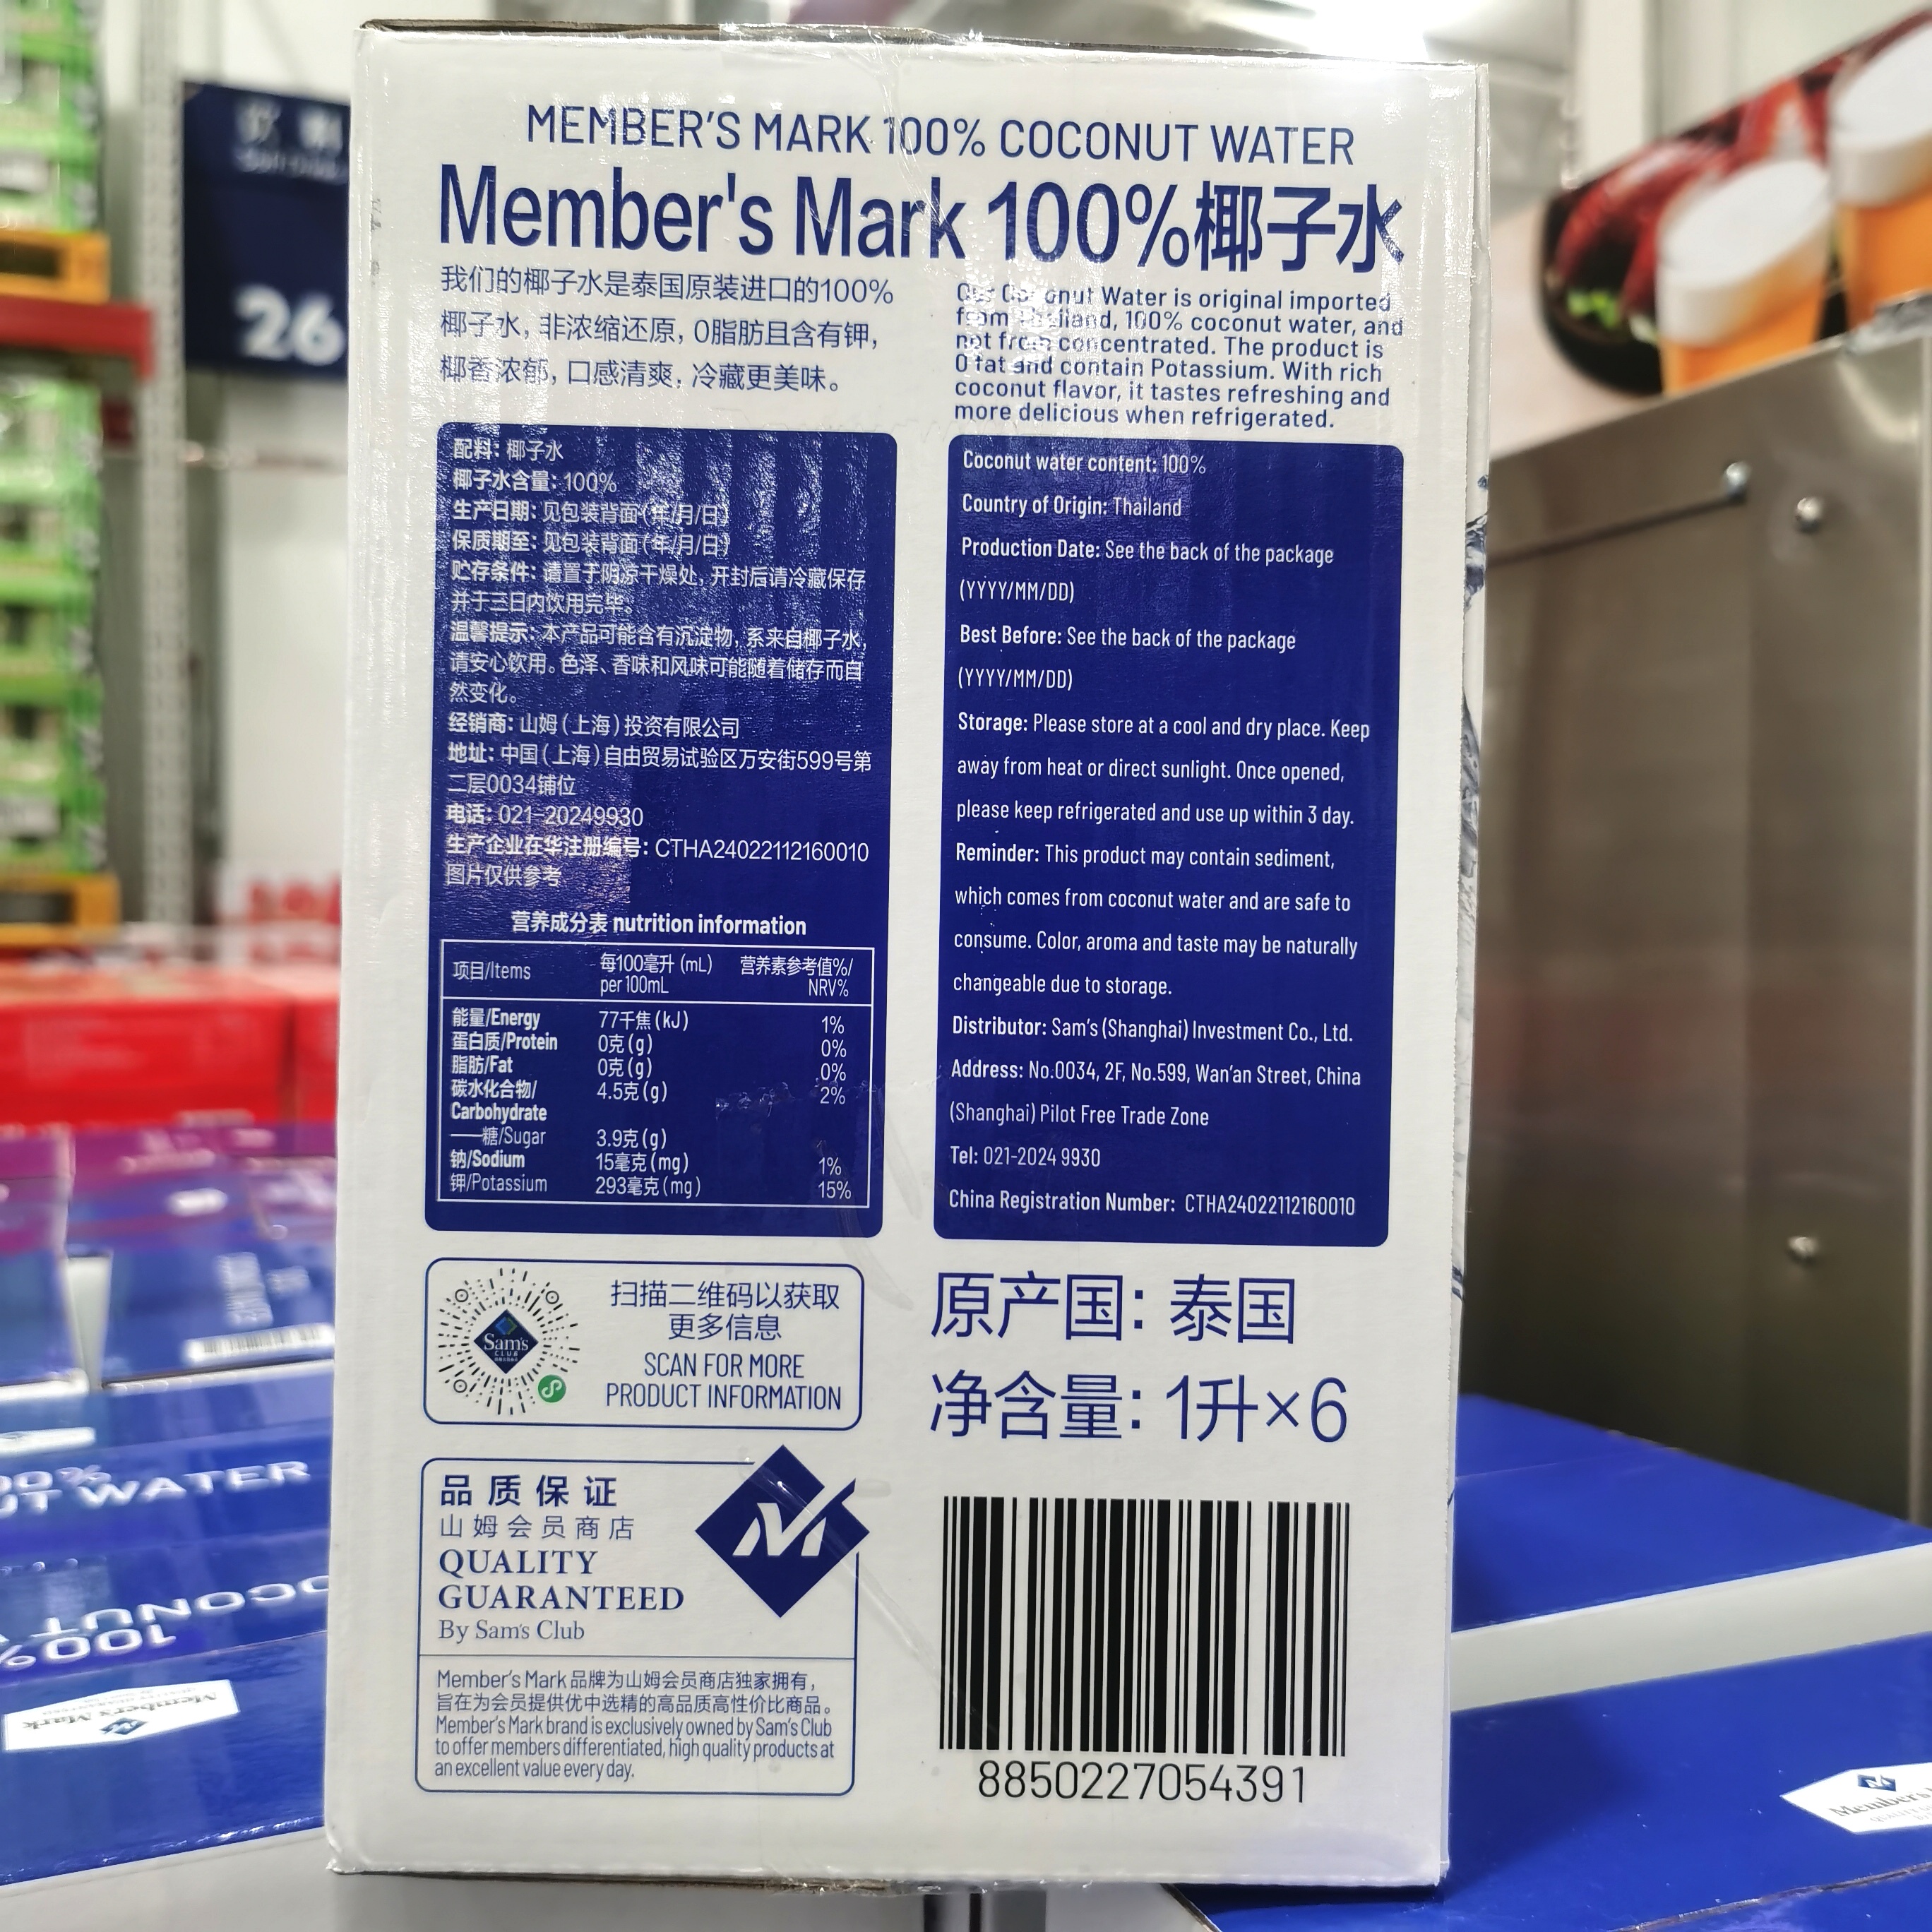 26
MEMBER'S MARK 100% COCONUT WATER
Member's Mark 100%椰子水
我们的椰子水是泰国原装进口的100%
椰子水, 非浓缩还原, 0脂肪且含有钾,
椰香浓郁, 口感清爽, 冷藏更美味。
Our Coconut Water is original imported
from Thailand, 100% coconut water, and
not from concentrated. The product is
0 fat and contain Potassium. With rich
coconut flavor, it tastes refreshing and
more delicious when refrigerated.
配料: 椰子水
椰子水含量: 100%
生产日期: 见包装背面(年/月/日)
保质期至: 见包装背面(年/月/日)
贮存条件: 请置于阴凉干燥处, 开封后请冷藏保存
并于三日内饮用完毕。
温馨提示: 本产品可能含有沉淀物, 系来自椰子水,
请安心饮用。色泽、香味和风味可能随着储存而自
然变化。
经销商: 山姆(上海)投资有限公司
地址: 中国(上海)自由贸易试验区万安街599号第
二层0034铺位
电话: 021-20249930
生产企业在华注册编号: CTHA24022112160010
图片仅供参考
营养成分表 nutrition information
项目/Items 每100毫升 (mL) 营养素参考值%/
per 100mL NRV%
能量/Energy 77千焦(kJ) 1%
蛋白质/Protein 0克(g) 0%
脂肪/Fat 0克(g) 0%
碳水化合物/ 4.5克(g) 2%
Carbohydrate
——糖/Sugar 3.9克(g)
钠/Sodium 15毫克(mg) 1%
钾/Potassium 293毫克(mg) 15%
Coconut water content: 100%
Country of Origin: Thailand
Production Date: See the back of the package
(YYYY/MM/DD)
Best Before: See the back of the package
(YYYY/MM/DD)
Storage: Please store at a cool and dry place. Keep
away from heat or direct sunlight. Once opened,
please keep refrigerated and use up within 3 day.
Reminder: This product may contain sediment,
which comes from coconut water and are safe to
consume. Color, aroma and taste may be naturally
changeable due to storage.
Distributor: Sam's (Shanghai) Investment Co., Ltd.
Address: No.0034, 2F, No.599, Wan'an Street, China
(Shanghai) Pilot Free Trade Zone
Tel: 021-2024 9930
China Registration Number: CTHA24022112160010
Sam's
CLUB
扫描二维码以获取
更多信息
SCAN FOR MORE
PRODUCT INFORMATION
原产国: 泰国
净含量: 1升×6
品质保证
山姆会员商店
QUALITY
GUARANTEED
By Sam's Club
M
Member's Mark 品牌为山姆会员商店独家拥有,
旨在为会员提供优中选精的高品质高性价比商品。
Member's Mark brand is exclusively owned by Sam's Club
to offer members differentiated, high quality products at
an excellent value every day.
8850227054391
WATER
100%
Member's Mark